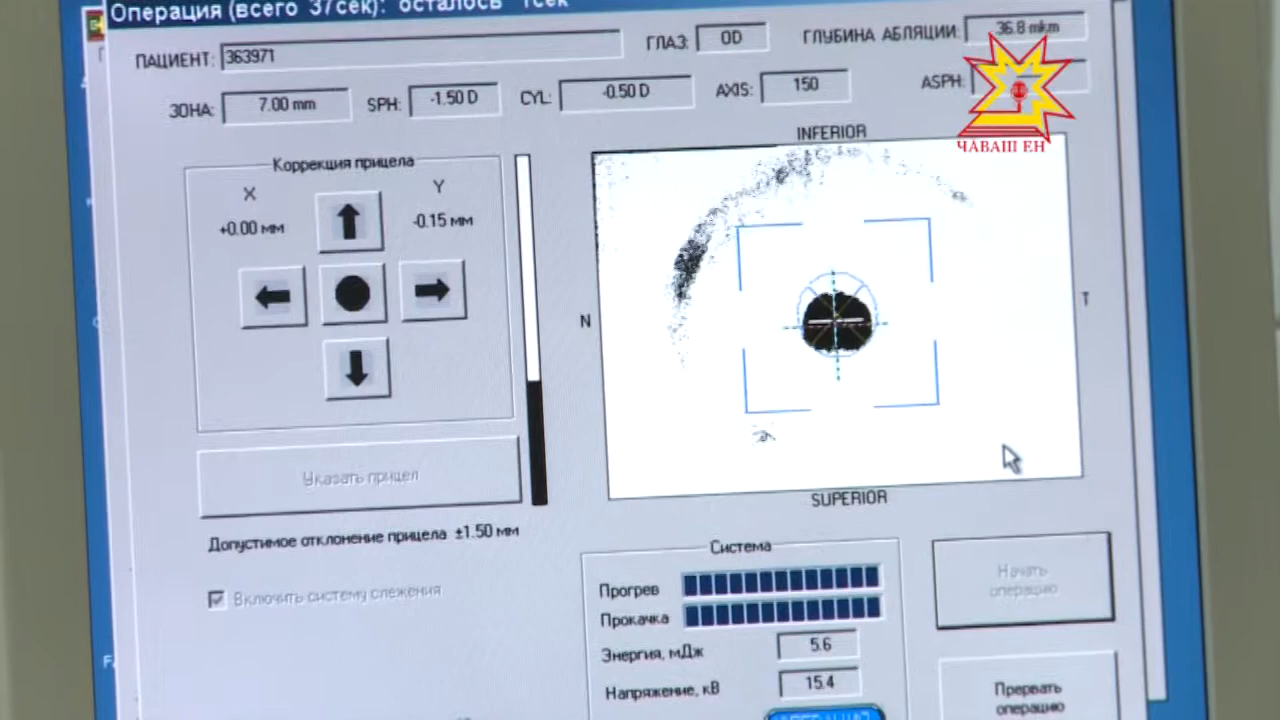 Операция (всего 37сек): осталось 1сек
ПАЦИЕНТ: 363971
ГЛАЗ: OD
ГЛУБИНА АБЛЯЦИИ: 36.8 mkm
ЗОНА: 7.00 mm
SPH: -1.50 D
CYL: -0.50 D
AXIS: 150
ASPH:
ЧĂВАШ ЕН
Коррекция прицела
X
Y
+0.00 мм
-0.15 мм
INFERIOR
N
T
SUPERIOR
Указать прицел
Допустимое отклонение прицела ±1.50 мм
Включить систему слежения
Система
Прогрев
Прокачка
Энергия, мДж 5.6
Напряжение, кВ 15.4
Начать
операцию
Прервать
операцию